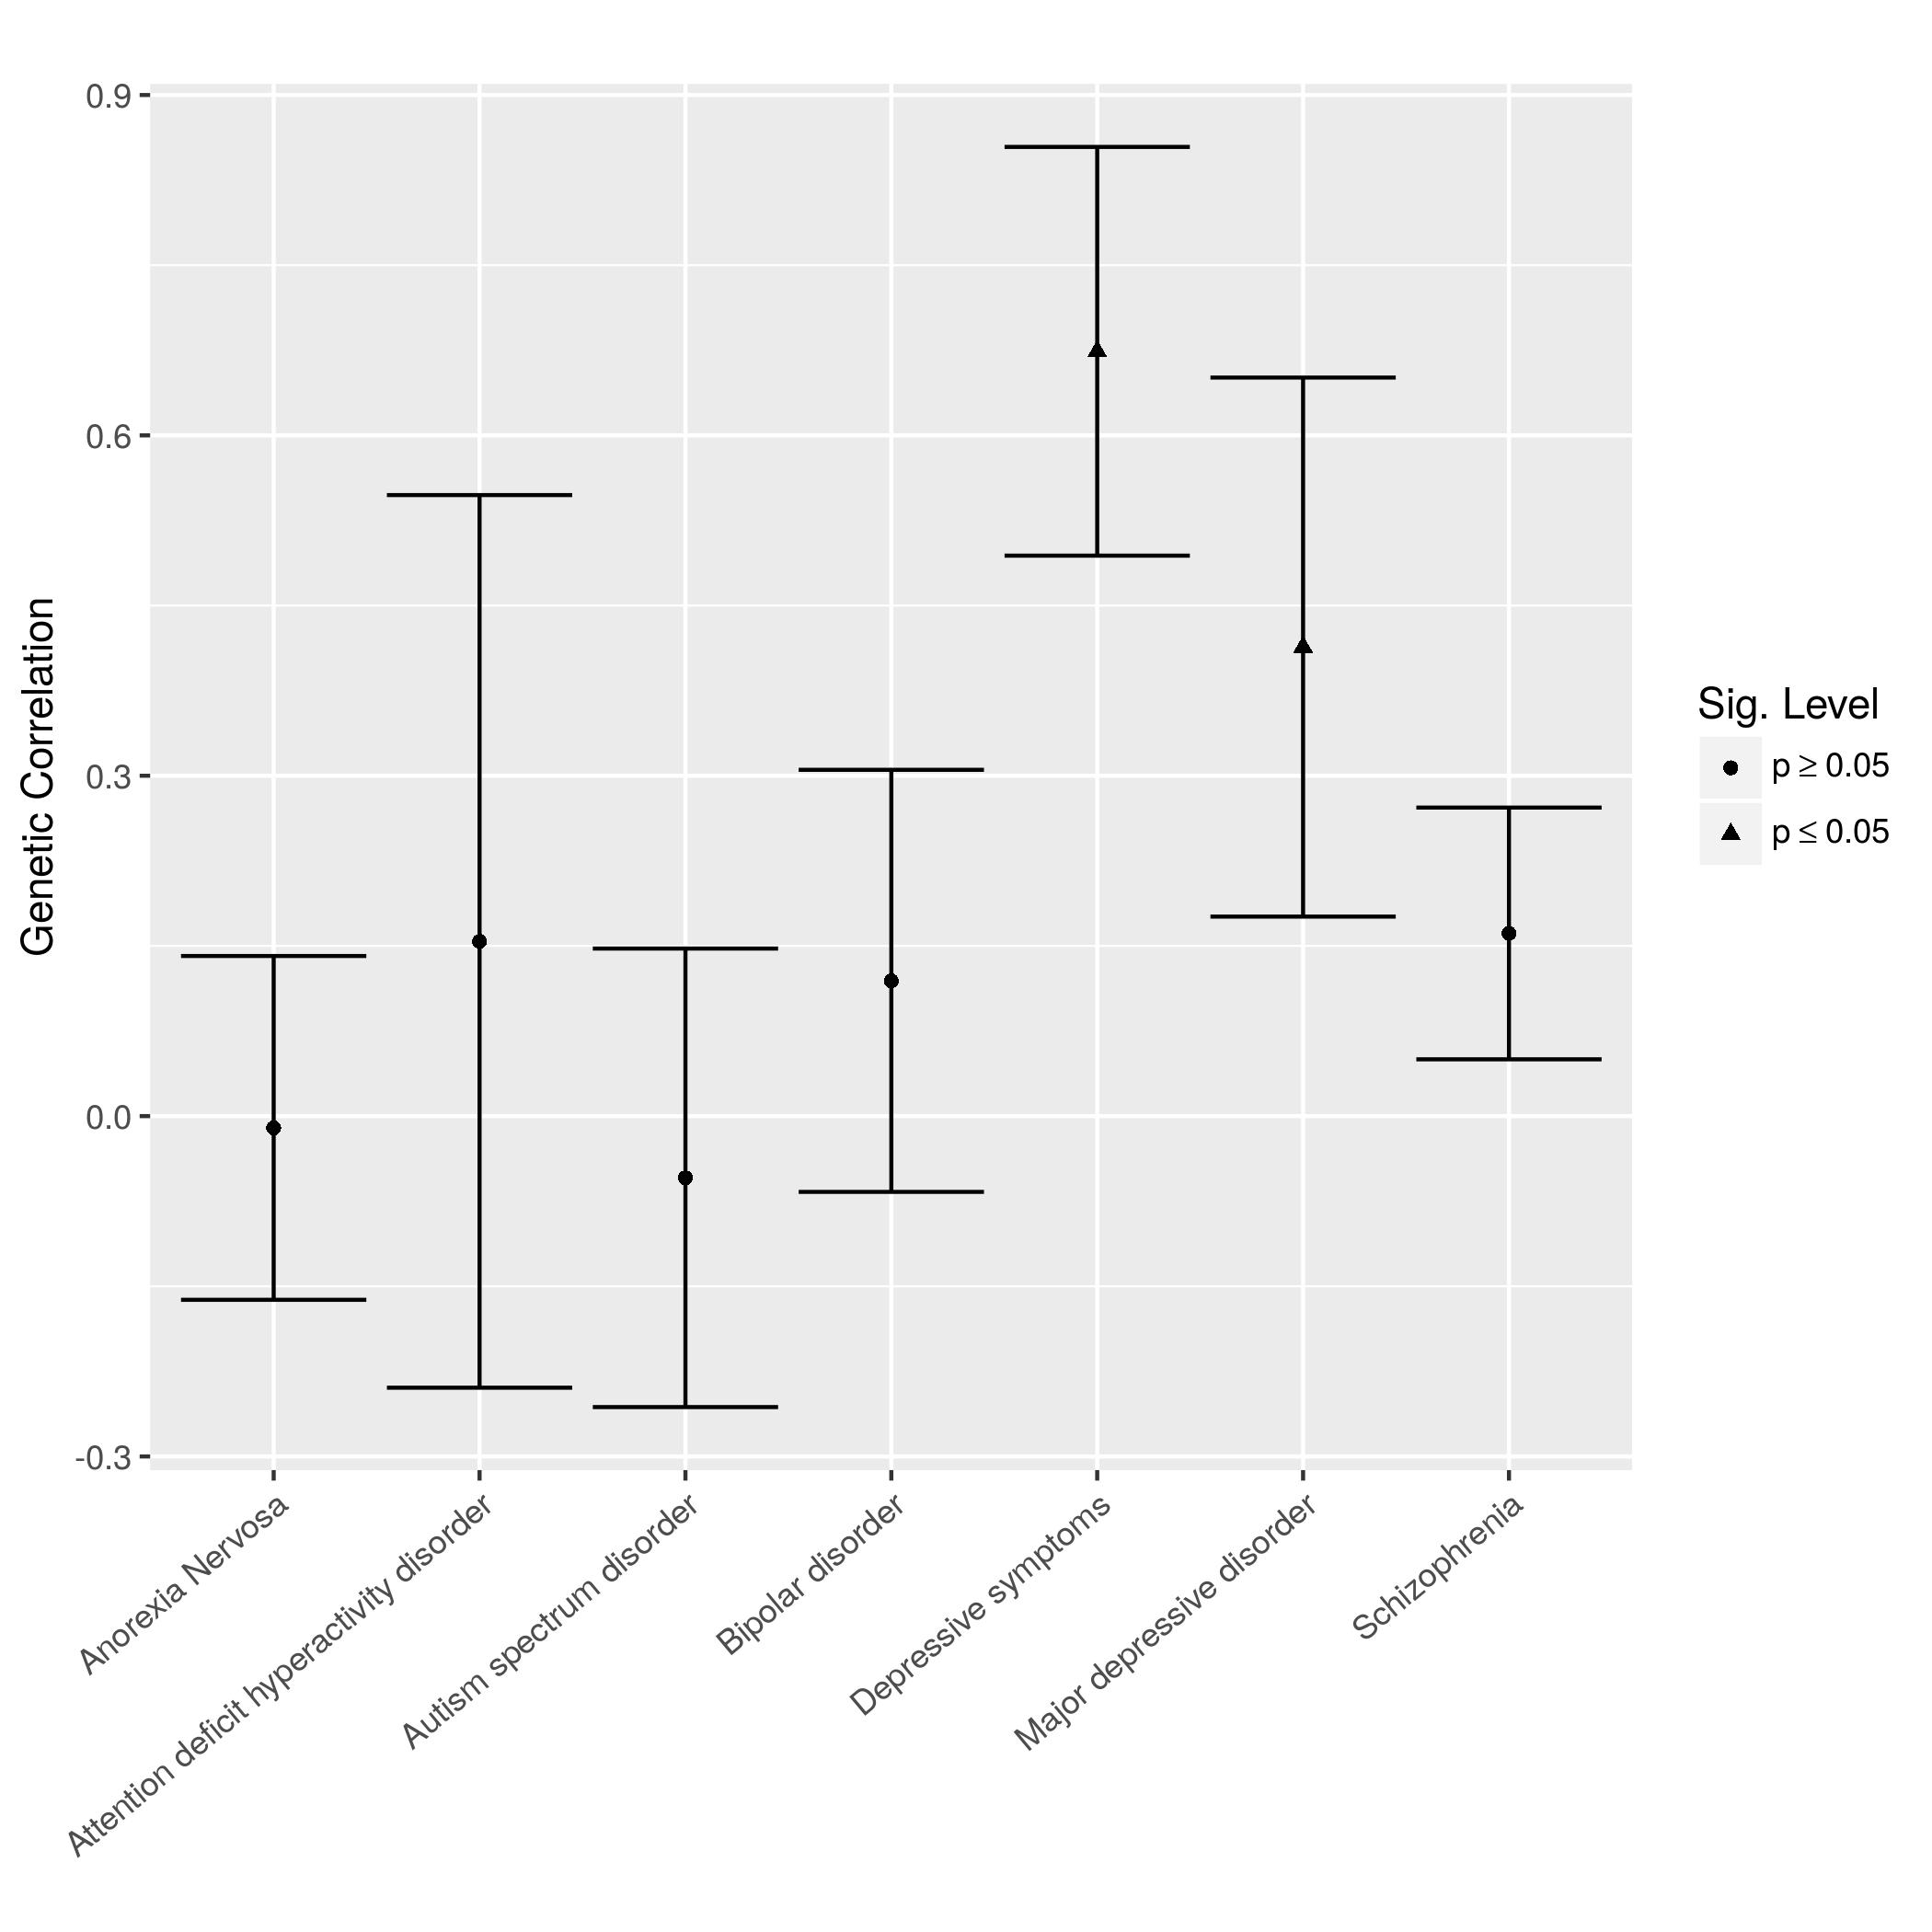 Genetic Correlation
0.9
0.6
0.3
0.0
-0.3
Anorexia Nervosa
Attention deficit hyperactivity disorder
Autism spectrum disorder
Bipolar disorder
Depressive symptoms
Major depressive disorder
Schizophrenia
Sig. Level
p ≥ 0.05
p ≤ 0.05